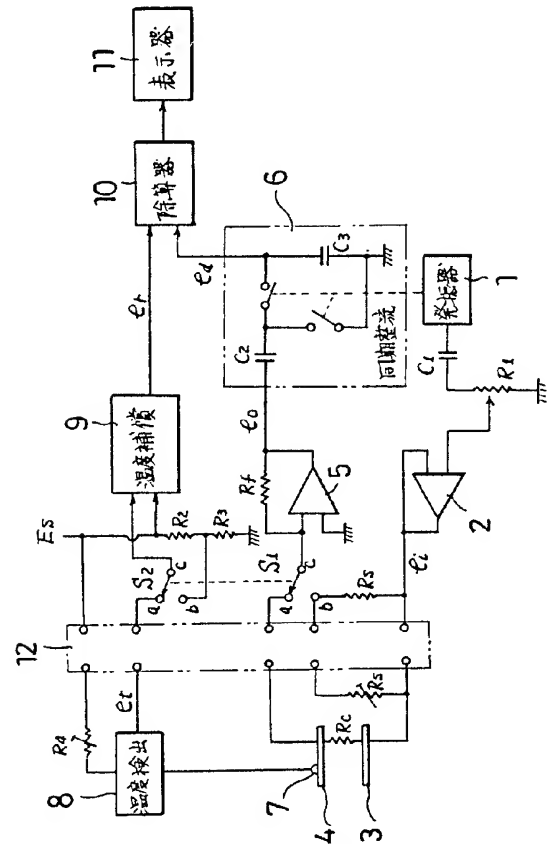 11
表示器
10
除算器
er
ed
6
C3
C2
同期整流
1
発振器
C1
R1
9
温度補償
eo
Rf
5
2
Es
R2
R3
S2
a
b
c
S1
a
b
c
Rs
ei
12
R4
et
8
温度検出
7
4
3
Rc
Rs